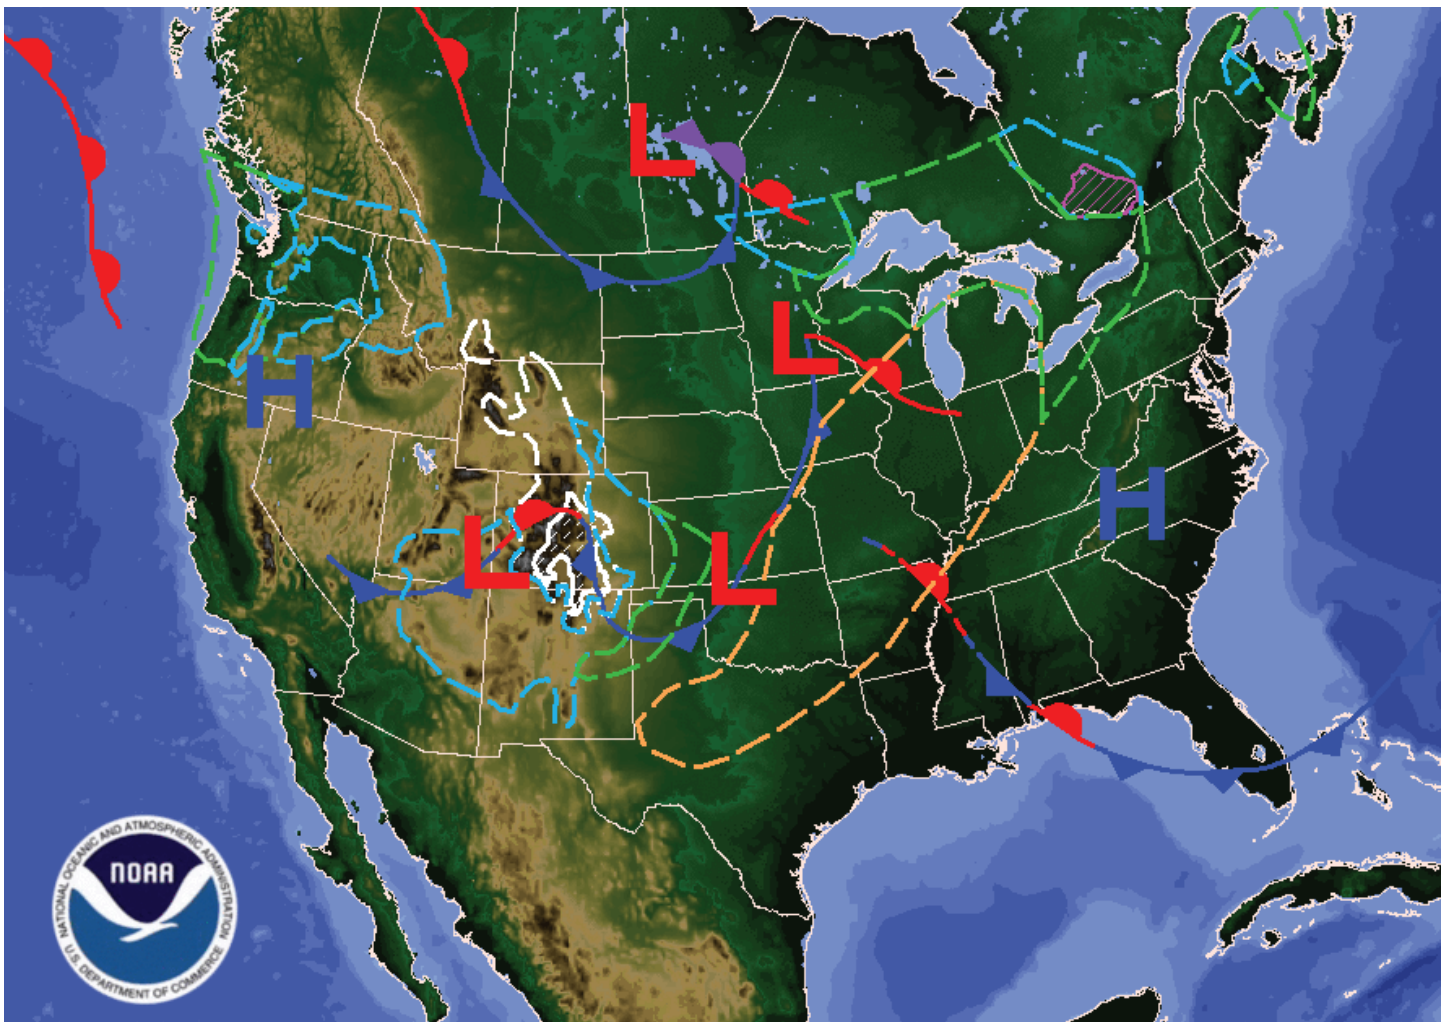 L
L
H
H
L
L
NATIONAL OCEANIC AND ATMOSPHERIC ADMINISTRATION
NOAA
U.S. DEPARTMENT OF COMMERCE